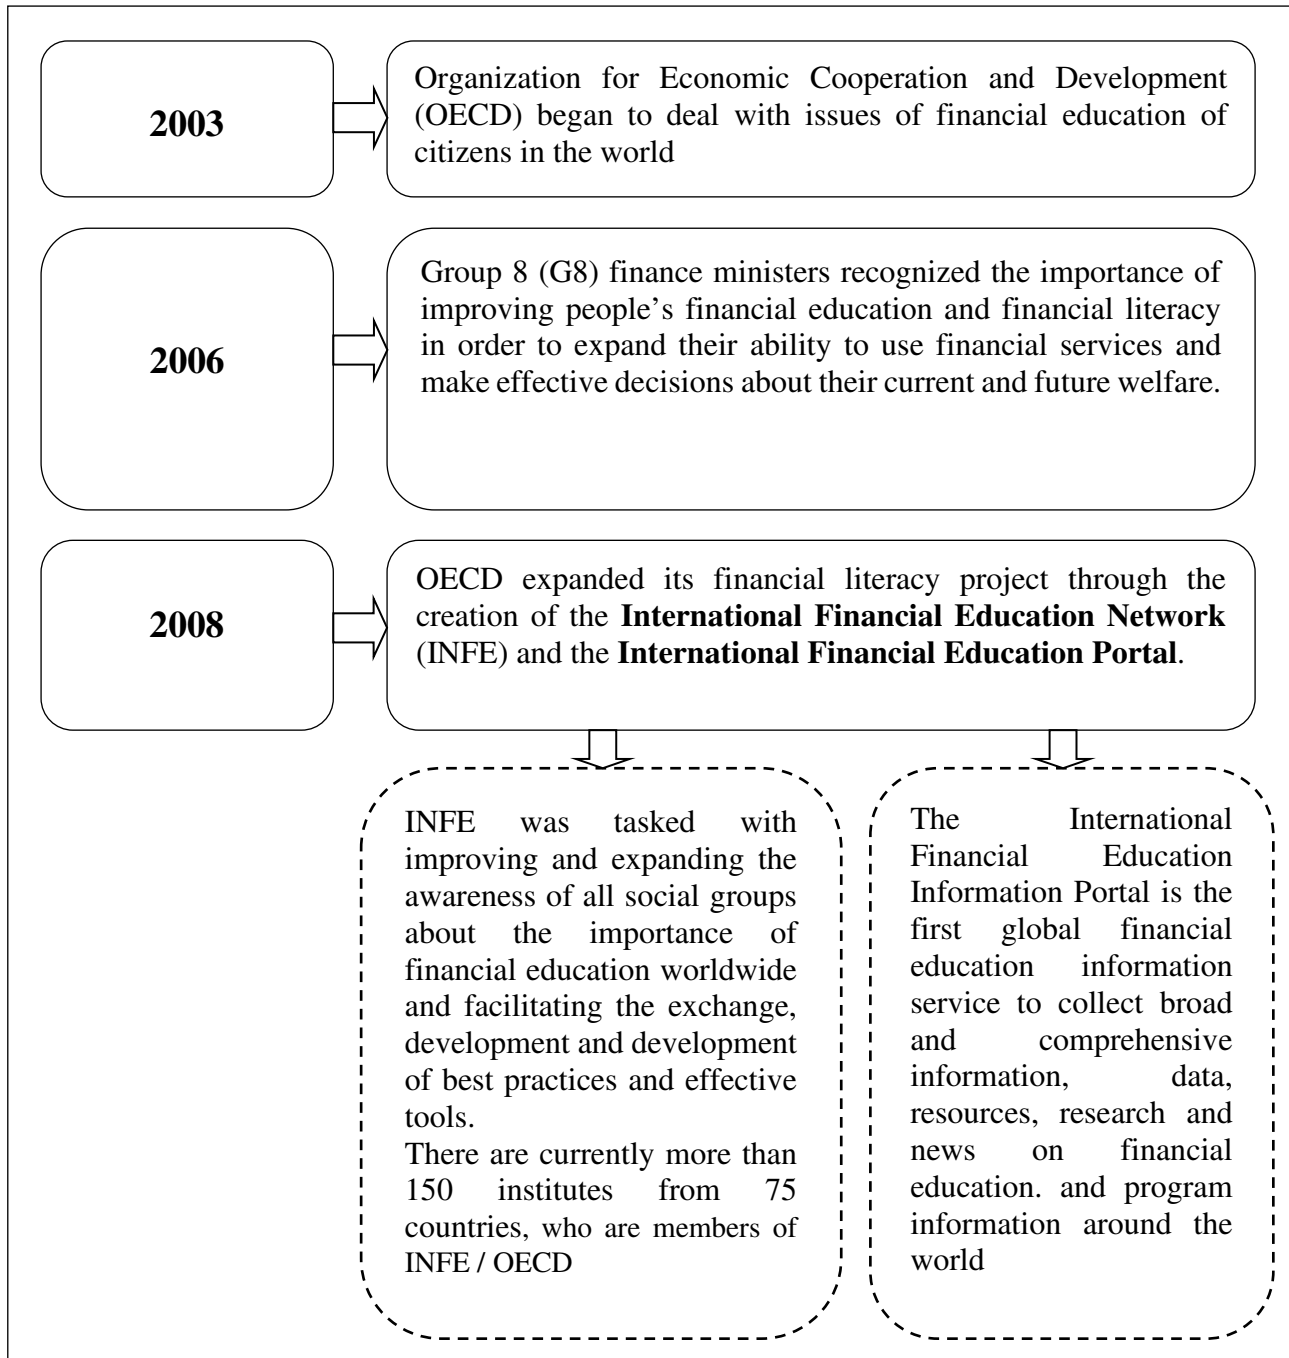 2003
Organization for Economic Cooperation and Development
(OECD) began to deal with issues of financial education of
citizens in the world
2006
Group 8 (G8) finance ministers recognized the importance of
improving people’s financial education and financial literacy
in order to expand their ability to use financial services and
make effective decisions about their current and future welfare.
2008
OECD expanded its financial literacy project through the
creation of the International Financial Education Network
(INFE) and the International Financial Education Portal.
INFE was tasked with
improving and expanding the
awareness of all social groups
about the importance of
financial education worldwide
and facilitating the exchange,
development and development
of best practices and effective
tools.
There are currently more than
150 institutes from 75
countries, who are members of
INFE / OECD
The International
Financial Education
Information Portal is the
first global financial
education information
service to collect broad
and comprehensive
information, data,
resources, research and
news on financial
education. and program
information around the
world